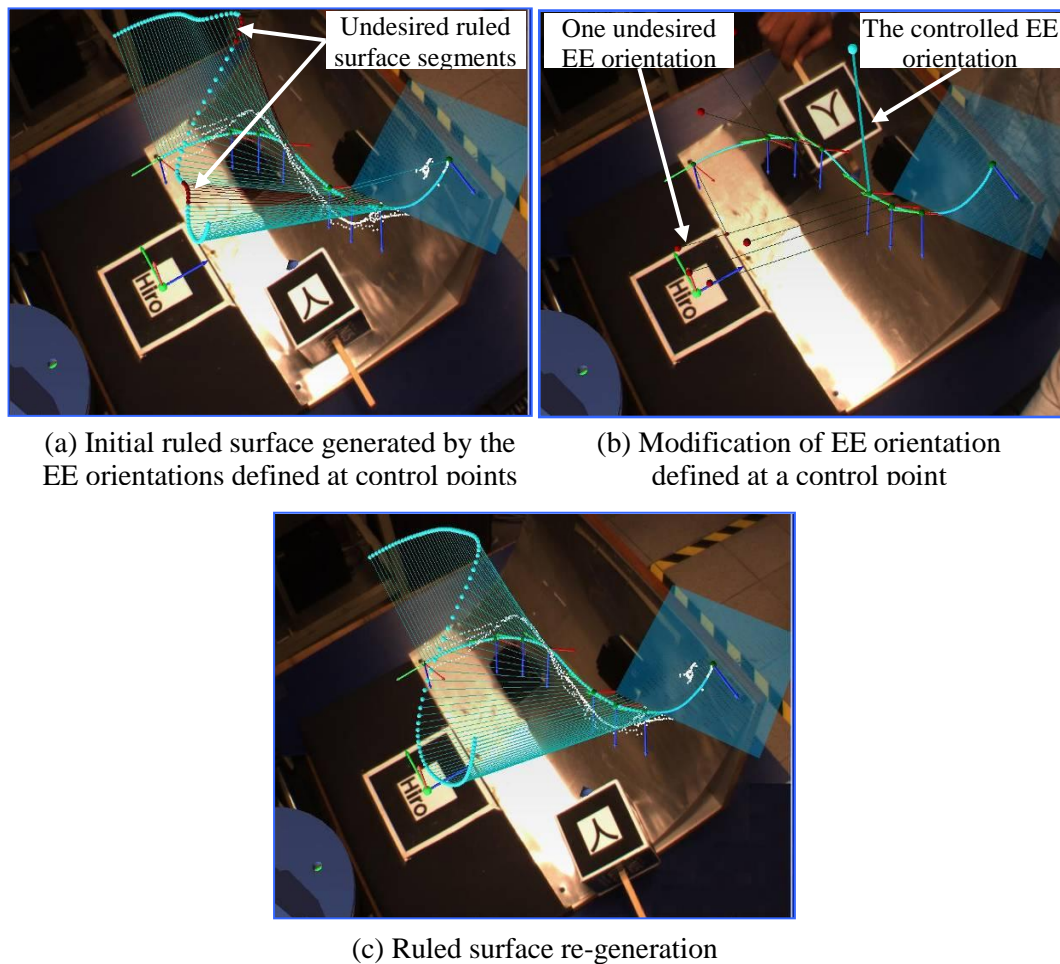 Undesired ruled
surface segments
One undesired
EE orientation
The controlled EE
orientation
Hiro
Hiro
(a) Initial ruled surface generated by the
EE orientations defined at control points
(b) Modification of EE orientation
defined at a control point
Hiro
(c) Ruled surface re-generation